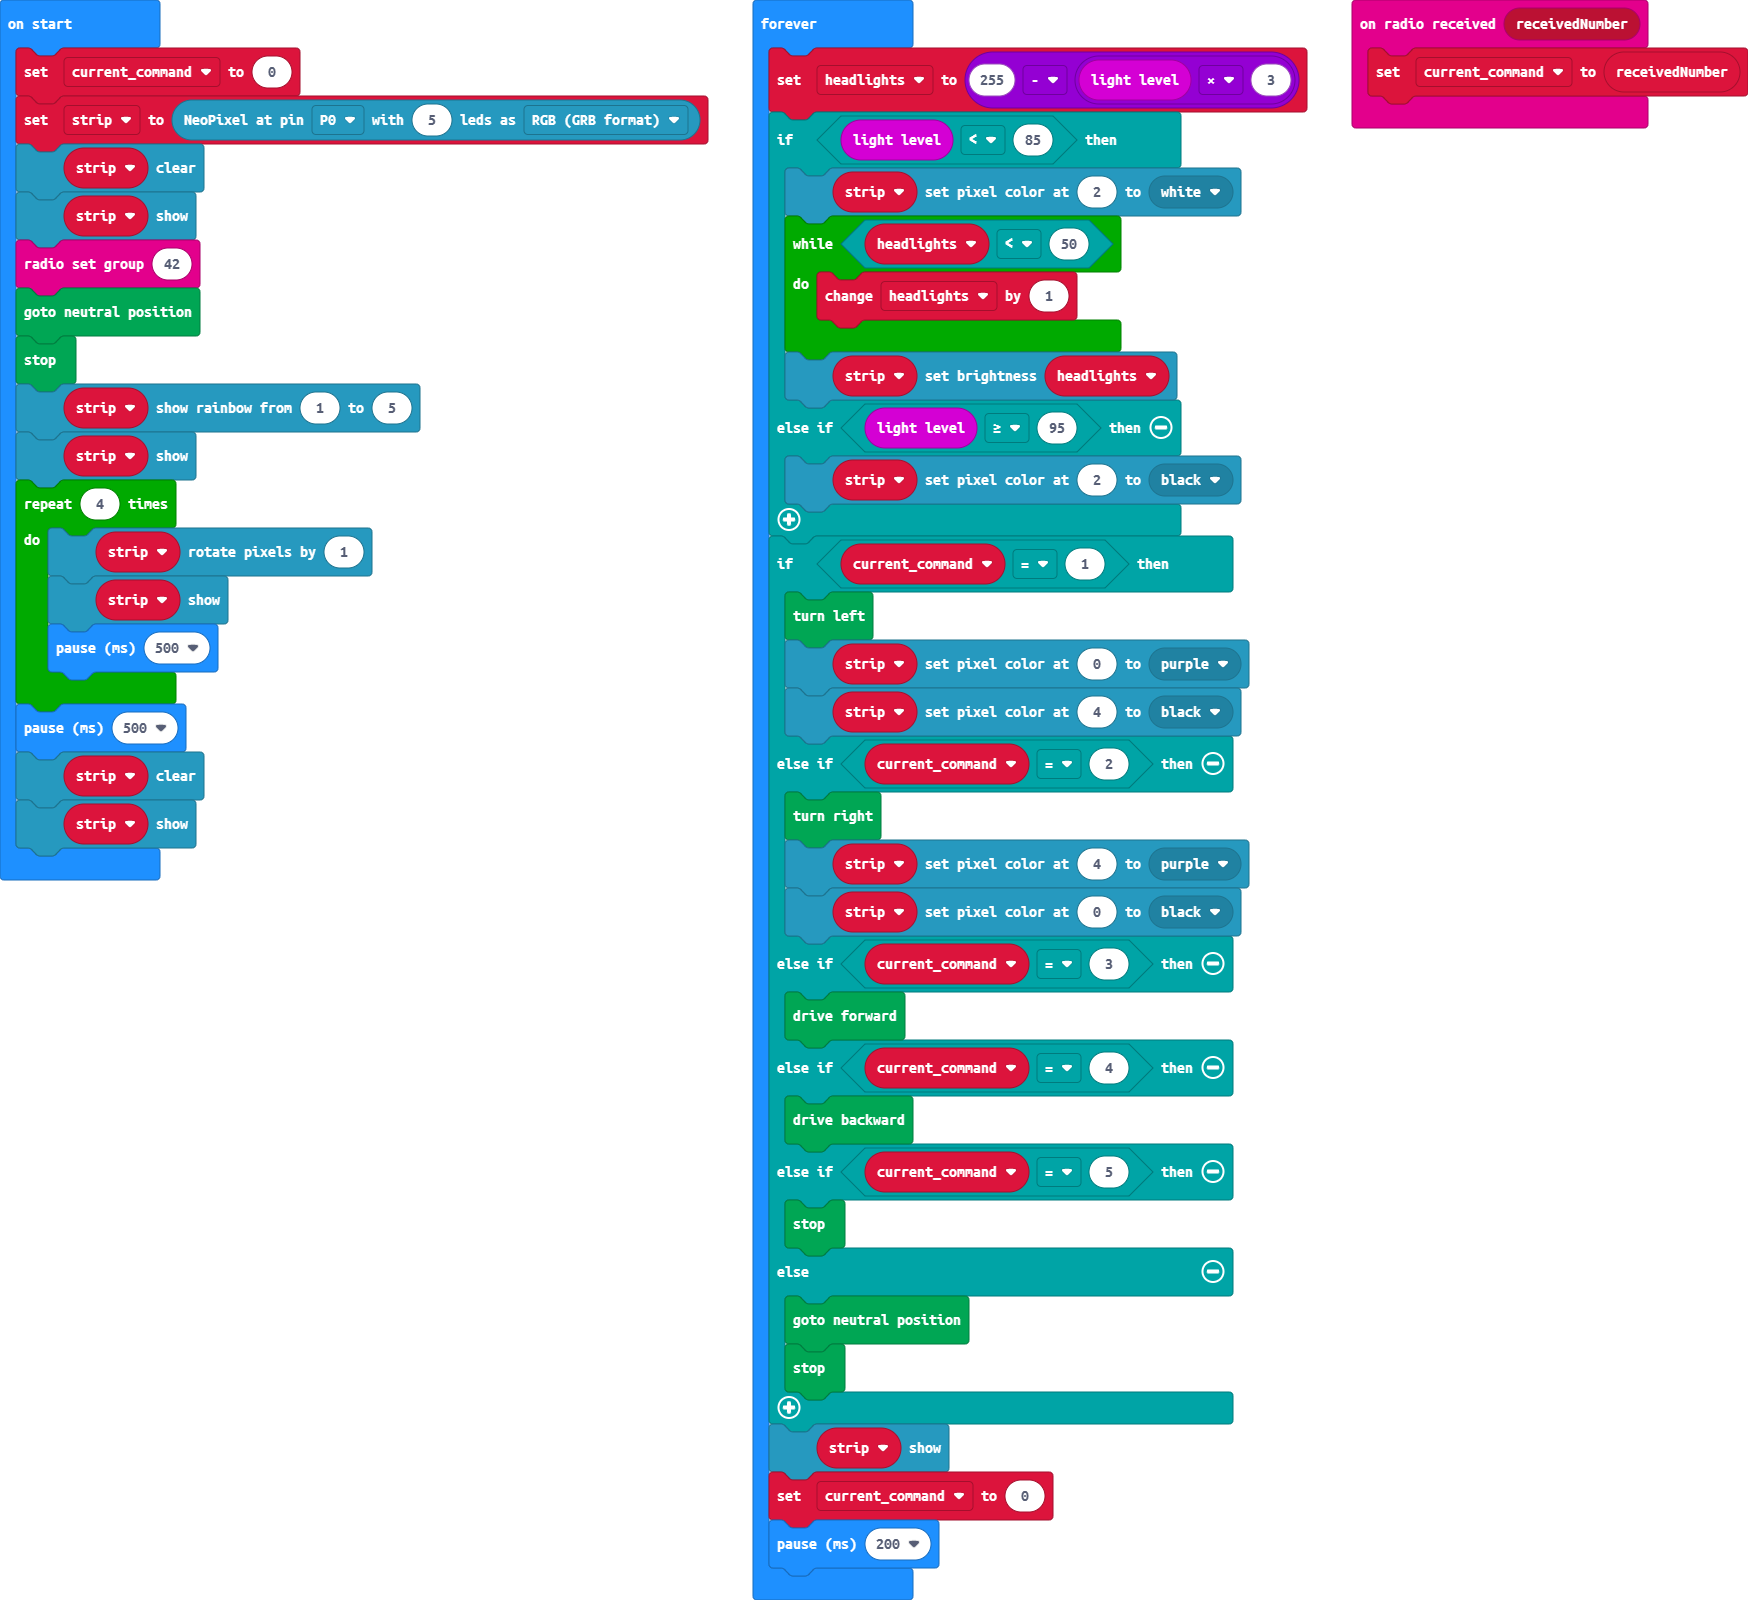 on start
set current_command to 0
set strip to NeoPixel at pin P0 with 5 leds as RGB (GRB format)
strip clear
strip show
radio set group 42
goto neutral position
stop
strip show rainbow from 1 to 5
strip show
repeat 4 times
do
strip rotate pixels by 1
strip show
pause (ms) 500
pause (ms) 500
strip clear
strip show
forever
set headlights to 255 - light level × 3
if light level < 85 then
strip set pixel color at 2 to white
while headlights < 50
do
change headlights by 1
strip set brightness headlights
else if light level ≥ 95 then
strip set pixel color at 2 to black
if current_command = 1 then
turn left
strip set pixel color at 0 to purple
strip set pixel color at 4 to black
else if current_command = 2 then
turn right
strip set pixel color at 4 to purple
strip set pixel color at 0 to black
else if current_command = 3 then
drive forward
else if current_command = 4 then
drive backward
else if current_command = 5 then
stop
else
goto neutral position
stop
strip show
set current_command to 0
pause (ms) 200
on radio received receivedNumber
set current_command to receivedNumber